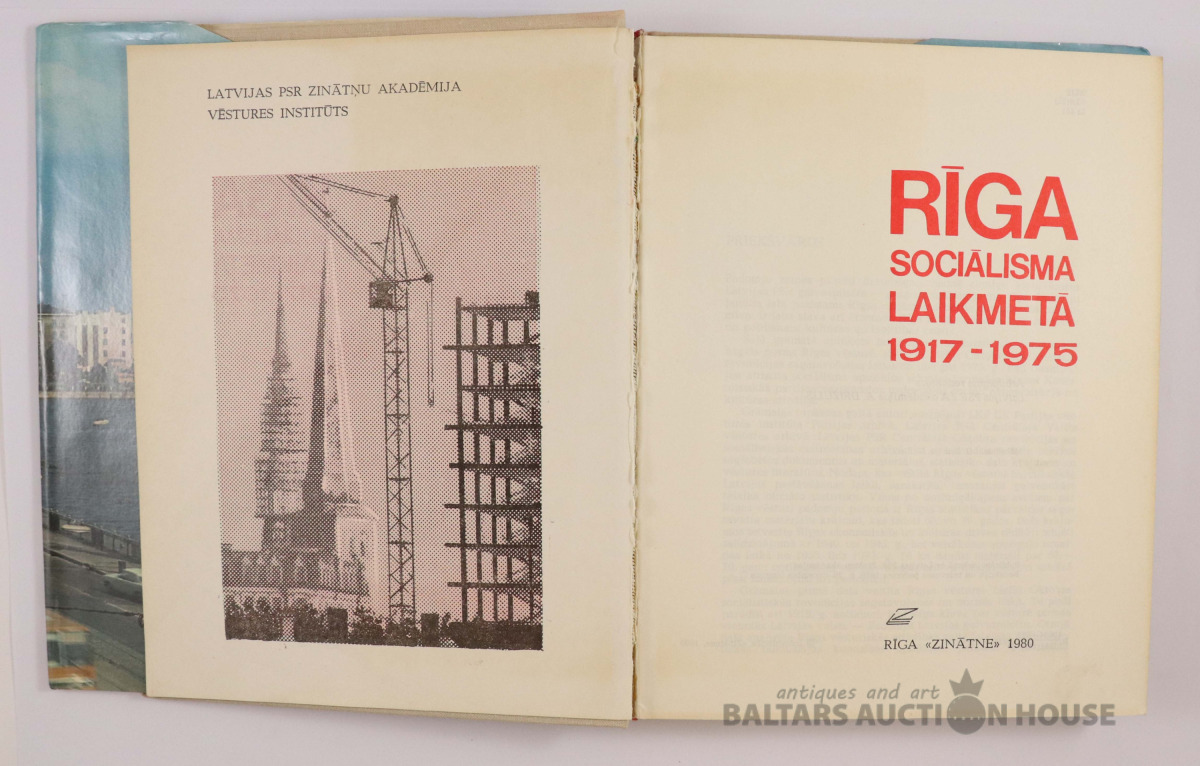 LATVIJAS PSR ZINĀTŅU AKADĒMIJA
VĒSTURES INSTITŪTS
RĪGA
SOCIĀLISMA
LAIKMETĀ
1917-1975
RĪGA «ZINĀTNE» 1980
antiques and art
BALTARS AUCTION HOUSE